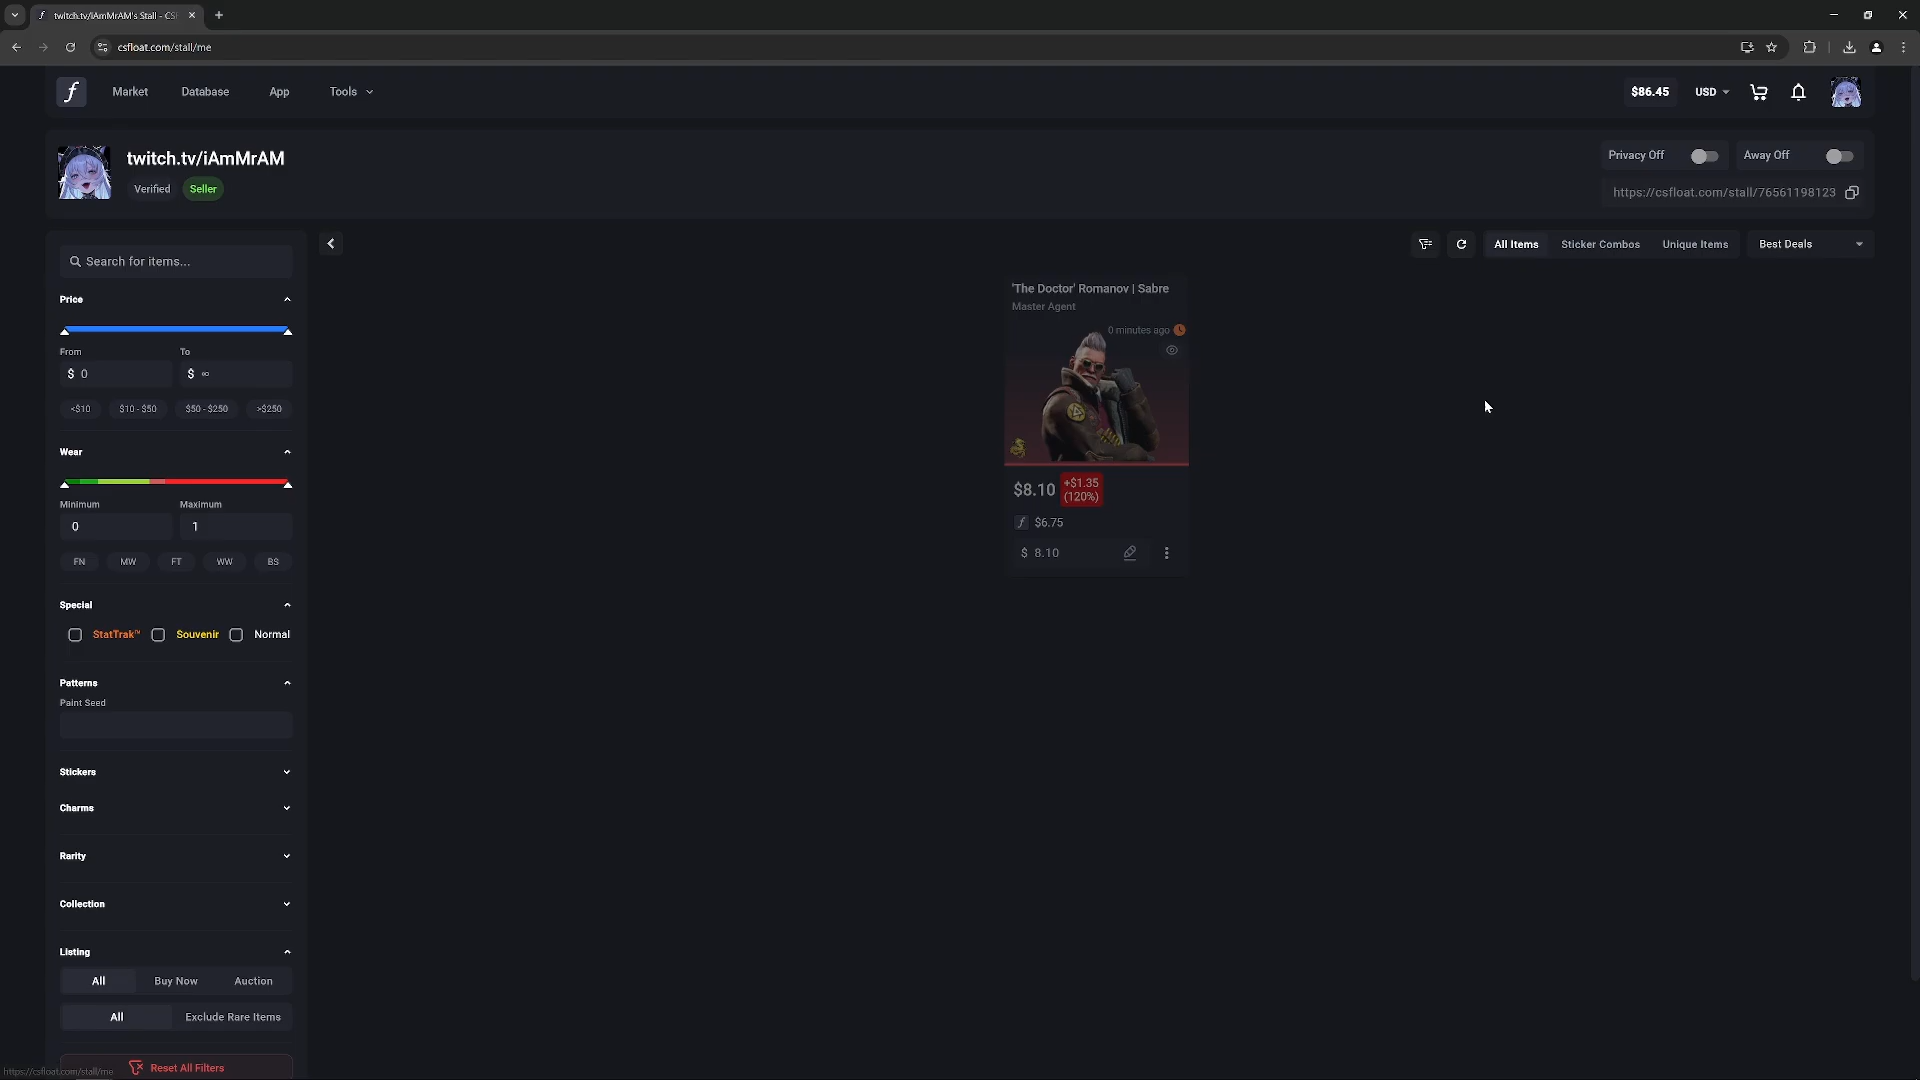 twitch.tv/iAmMrAM's Stall - CS
csfloat.com/stall/me
f Market Database App Tools $86.45 USD
twitch.tv/iAmMrAM
Verified Seller
Privacy Off Away Off
https://csfloat.com/stall/76561198123
Search for items...
All Items Sticker Combos Unique Items Best Deals
Price
From To
$ 0 $ ∞
<$10 $10 - $50 $50 - $250 >$250
Wear
Minimum Maximum
0 1
FN MW FT WW BS
Special
StatTrak™ Souvenir Normal
Patterns
Paint Seed
Stickers
Charms
Rarity
Collection
Listing
All Buy Now Auction
All Exclude Rare Items
Reset All Filters
'The Doctor' Romanov | Sabre
Master Agent
0 minutes ago
$8.10 +$1.35
(120%)
f $6.75
$ 8.10
https://csfloat.com/stall/me